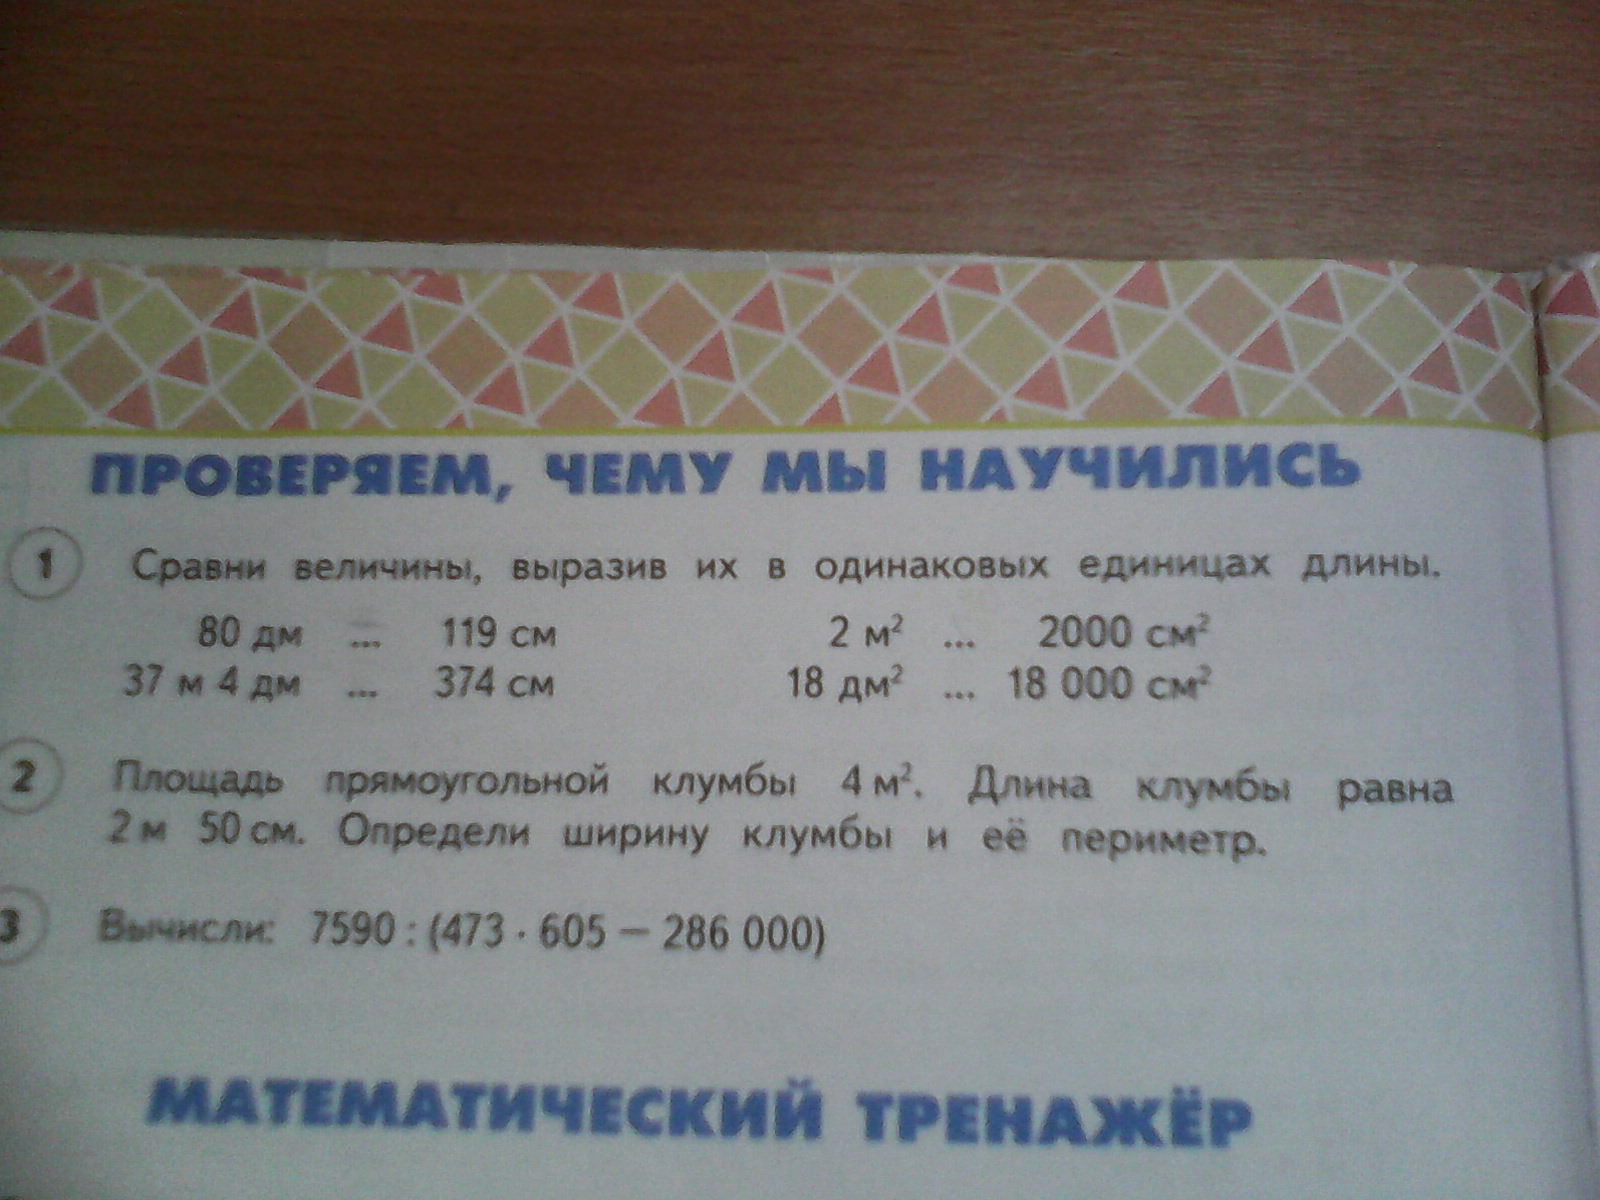 ПРОВЕРЯЕМ, ЧЕМУ МЫ НАУЧИЛИСЬ
1 Сравни величины, выразив их в одинаковых единицах длины.
80 дм ... 119 см 2 м² ... 2000 см²
37 м 4 дм ... 374 см 18 дм² ... 18 000 см²
2 Площадь прямоугольной клумбы 4 м². Длина клумбы равна
2 м 50 см. Определи ширину клумбы и её периметр.
3 Вычисли: 7590 : (473 · 605 — 286 000)
МАТЕМАТИЧЕСКИЙ ТРЕНАЖЁР